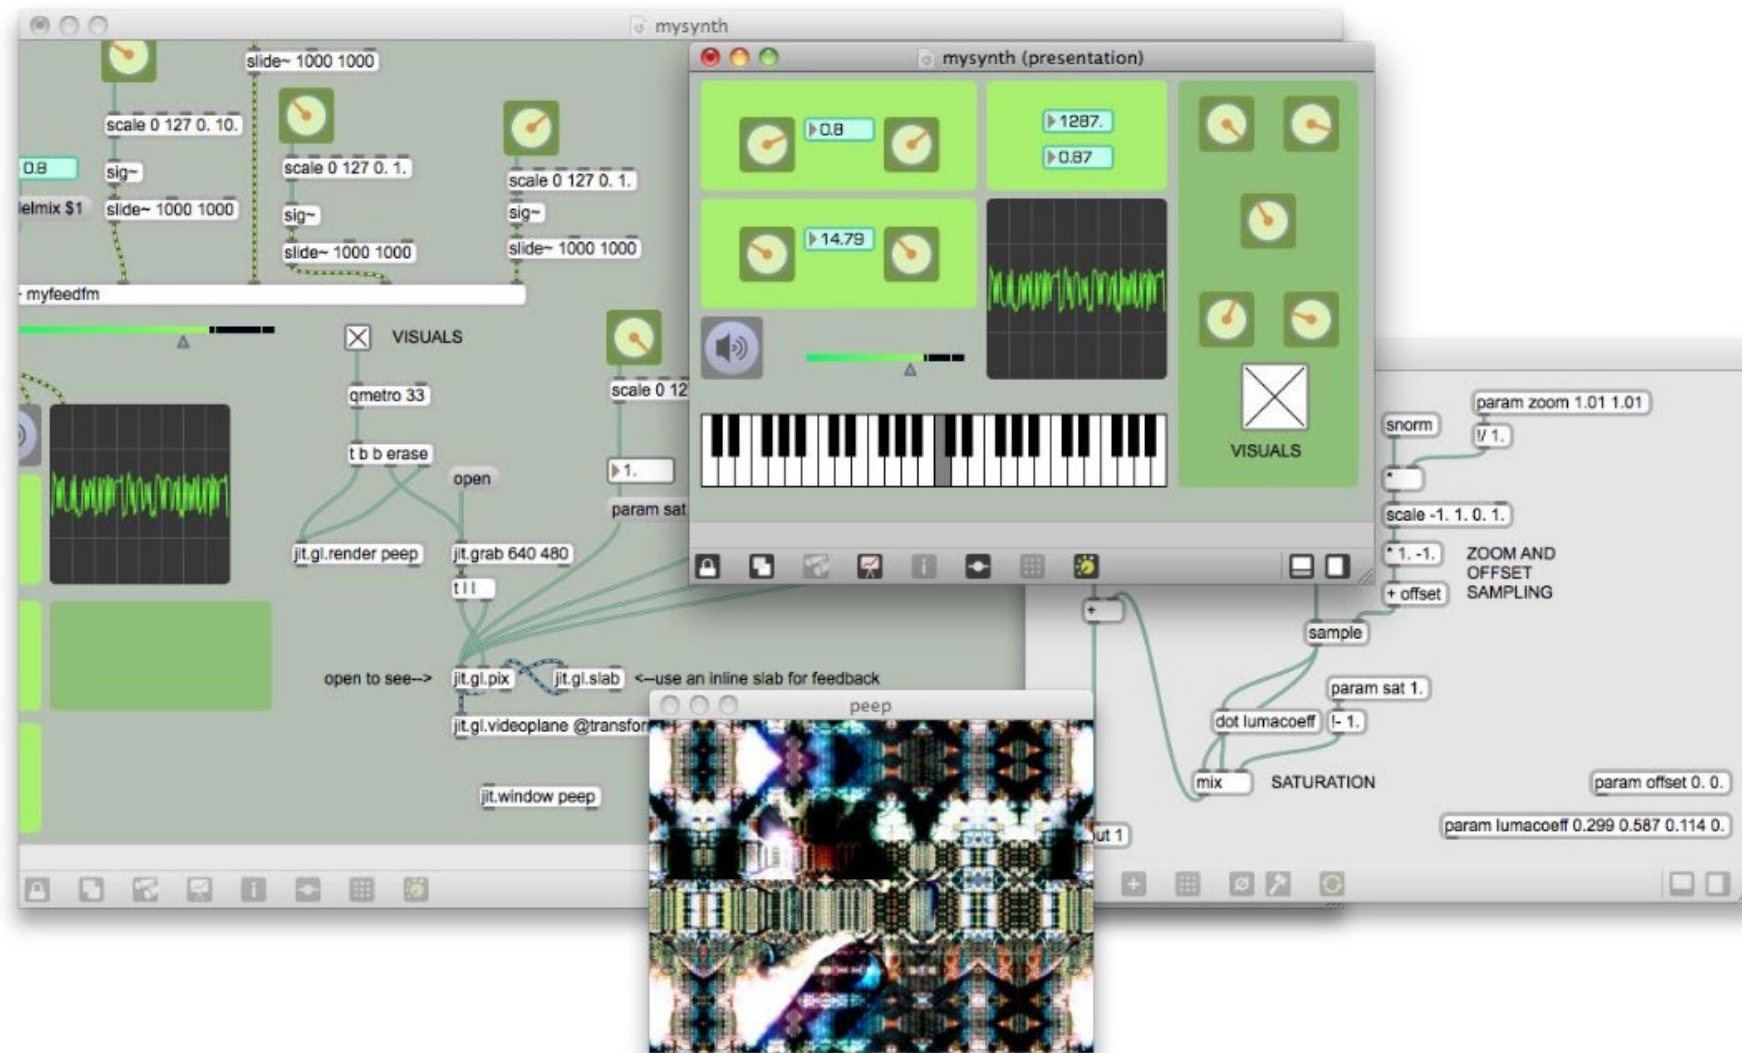 mysynth
slide~ 1000 1000
scale 0 127 0. 10.
0.8
sig~
slide~ 1000 1000
scale 0 127 0. 1.
sig~
slide~ 1000 1000
scale 0 127 0. 1.
sig~
slide~ 1000 1000
elmix $1
myfeedfm
VISUALS
qmetro 33
t b b erase
open
jit.gl.render peep
jit.grab 640 480
t l l
scale 0 12
1.
param sat
open to see-->
jit.gl.pix
jit.gl.slab
<--use an inline slab for feedback
jit.gl.videoplane @transfor
jit.window peep
mysynth (presentation)
0.8
1287.
0.87
14.79
VISUALS
param zoom 1.01 1.01
snorm
!/ 1.
*
scale -1. 1. 0. 1.
* 1. -1.
ZOOM AND
OFFSET
SAMPLING
+ offset
+
sample
param sat 1.
dot lumacoeff
!- 1.
mix
SATURATION
param offset 0. 0.
param lumacoeff 0.299 0.587 0.114 0.
ut 1
peep